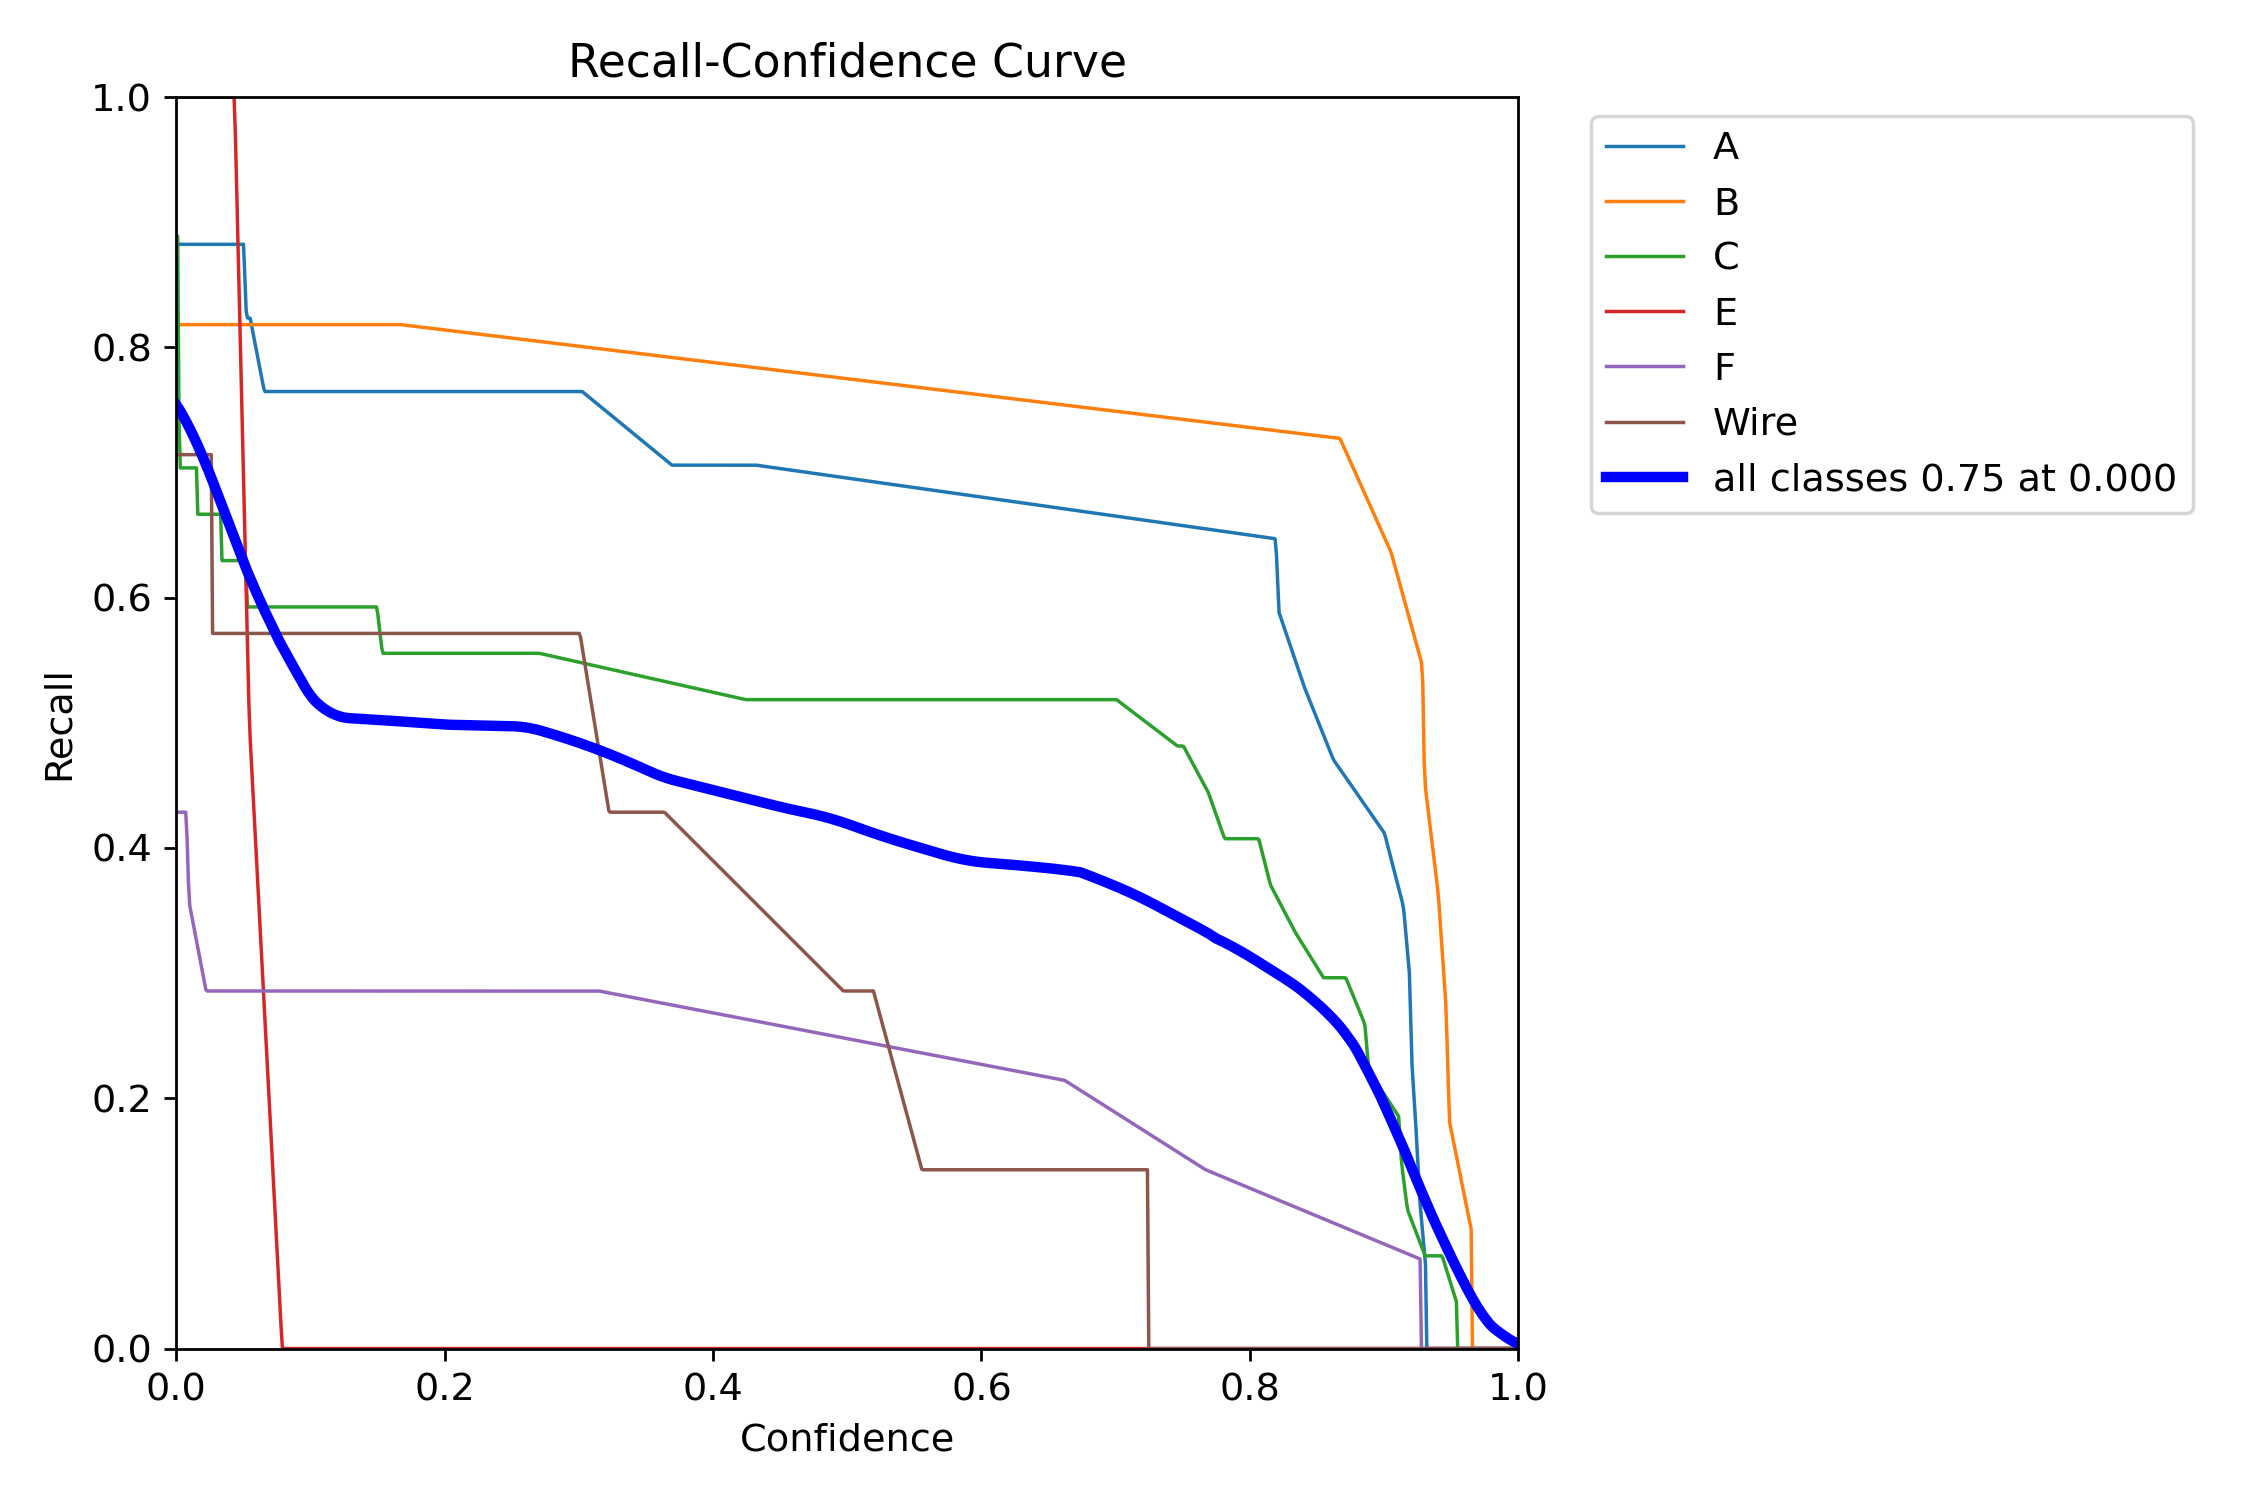 Recall-Confidence Curve
1.0
0.8
0.6
0.4
0.2
0.0
Recall
0.0 0.2 0.4 0.6 0.8 1.0
Confidence
A
B
C
E
F
Wire
all classes 0.75 at 0.000